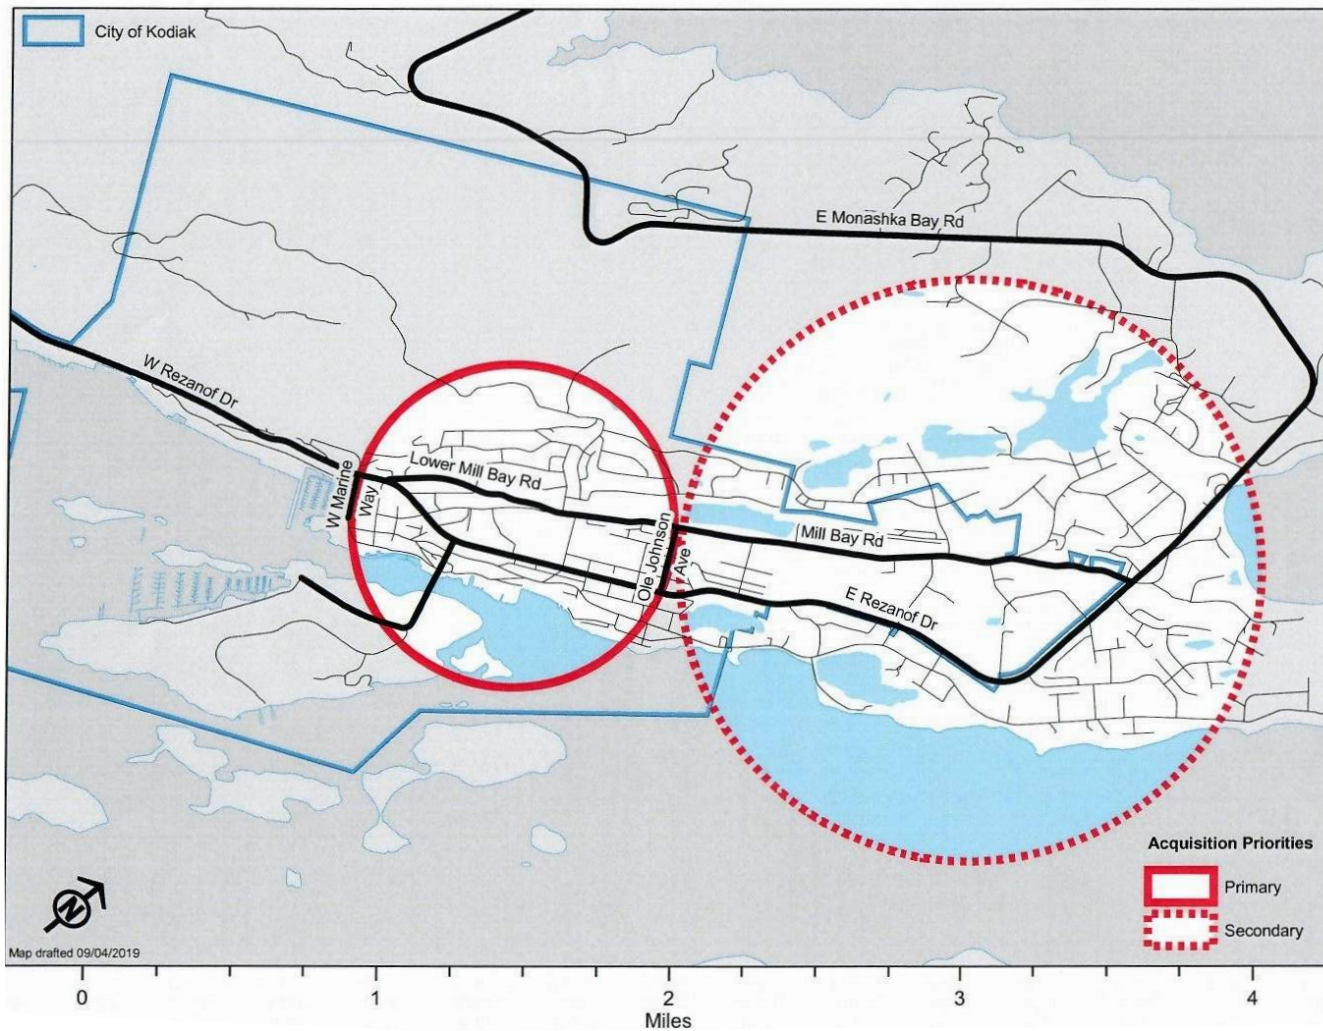 City of Kodiak
E Monashka Bay Rd
W Rezanof Dr
Lower Mill Bay Rd
W Marine
Way
Ole Johnson
Ave
Mill Bay Rd
E Rezanof Dr
Acquisition Priorities
Primary
Secondary
N
Map drafted 09/04/2019
0 1 2 3 4
Miles